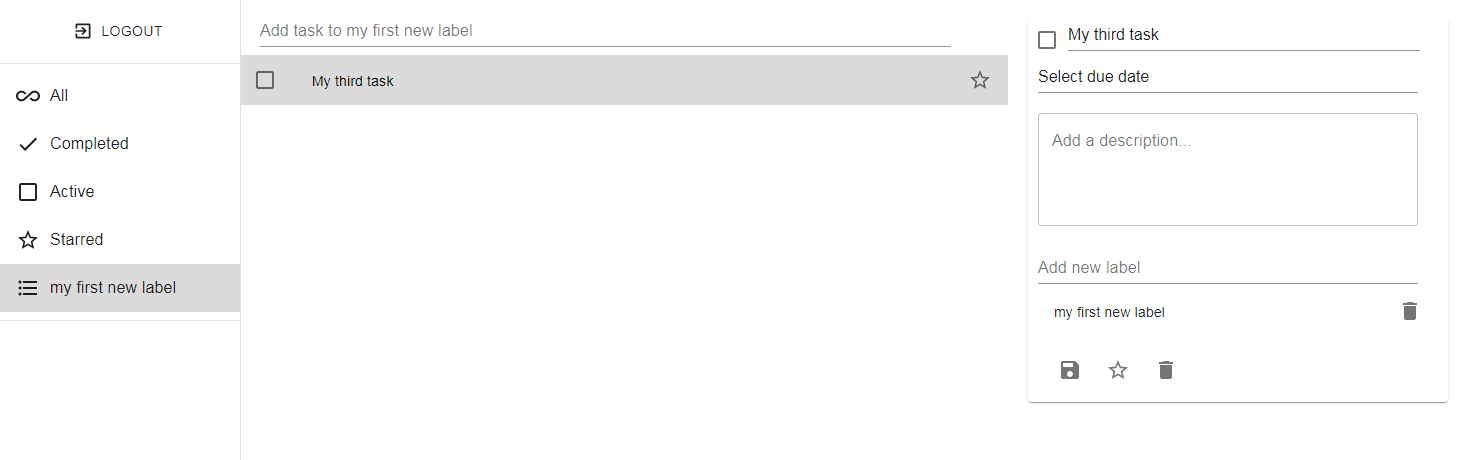 LOGOUT
All
Completed
Active
Starred
my first new label
Add task to my first new label
My third task
My third task
Select due date
Add a description...
Add new label
my first new label